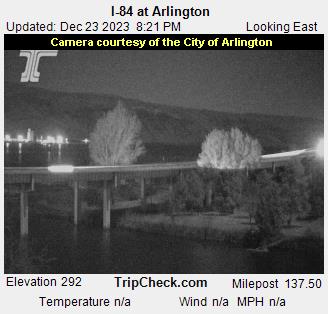 I-84 at Arlington
Updated: Dec 23 2023 8:21 PM Looking East
Camera courtesy of the City of Arlington
Elevation 292 TripCheck.com Milepost 137.50
Temperature n/a Wind n/a MPH n/a